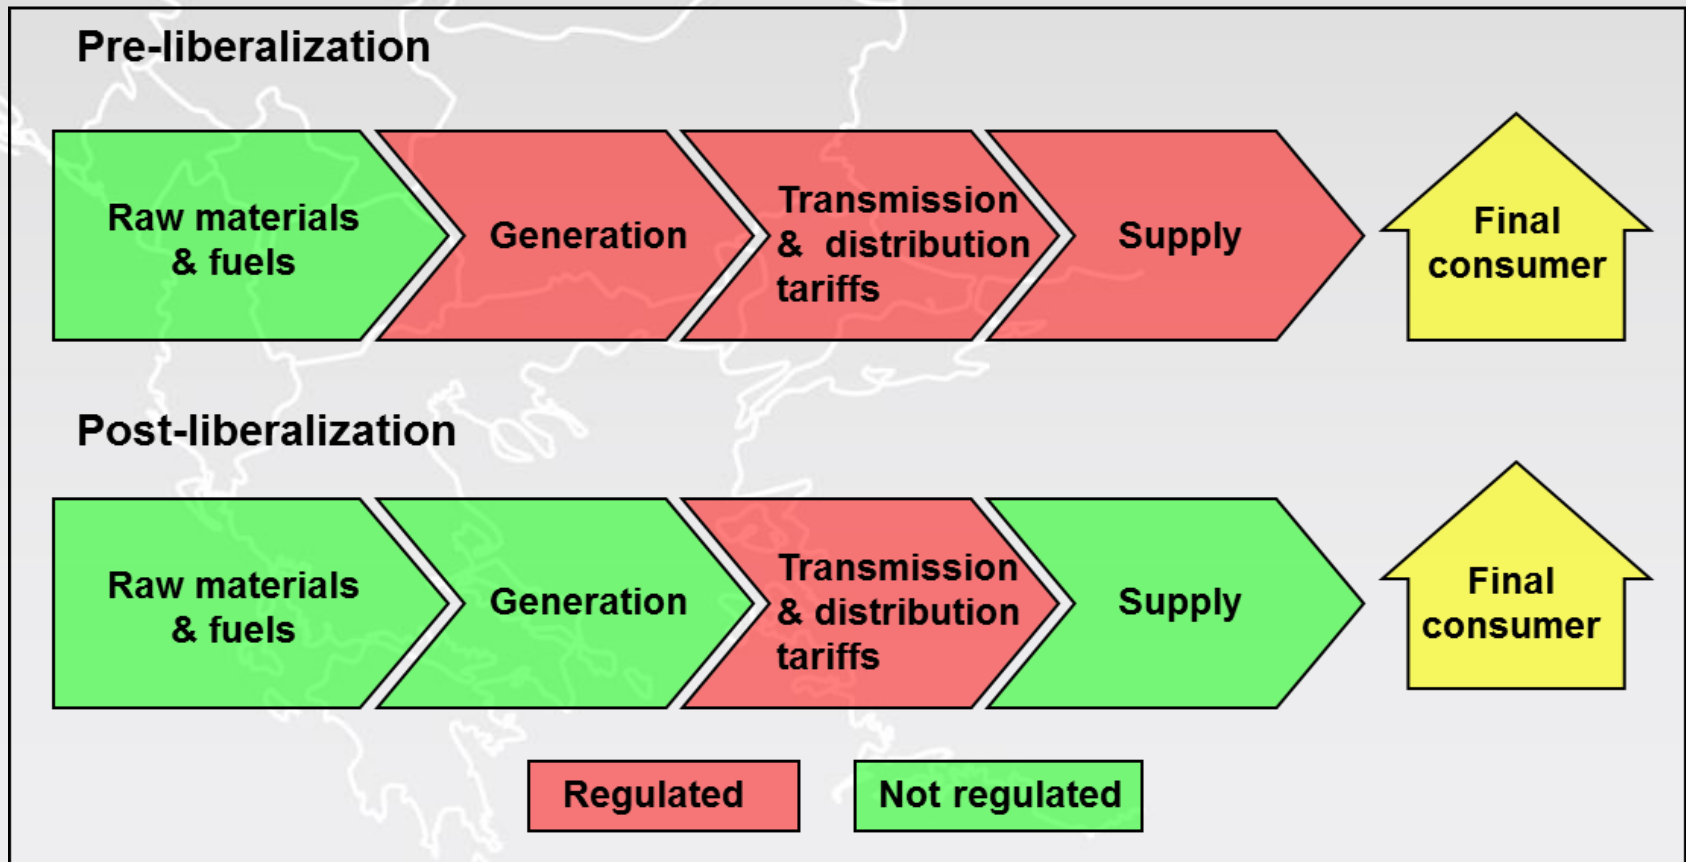 Pre-liberalization
Raw materials
& fuels
Generation
Transmission
& distribution
tariffs
Supply
Final
consumer
Post-liberalization
Raw materials
& fuels
Generation
Transmission
& distribution
tariffs
Supply
Final
consumer
Regulated
Not regulated